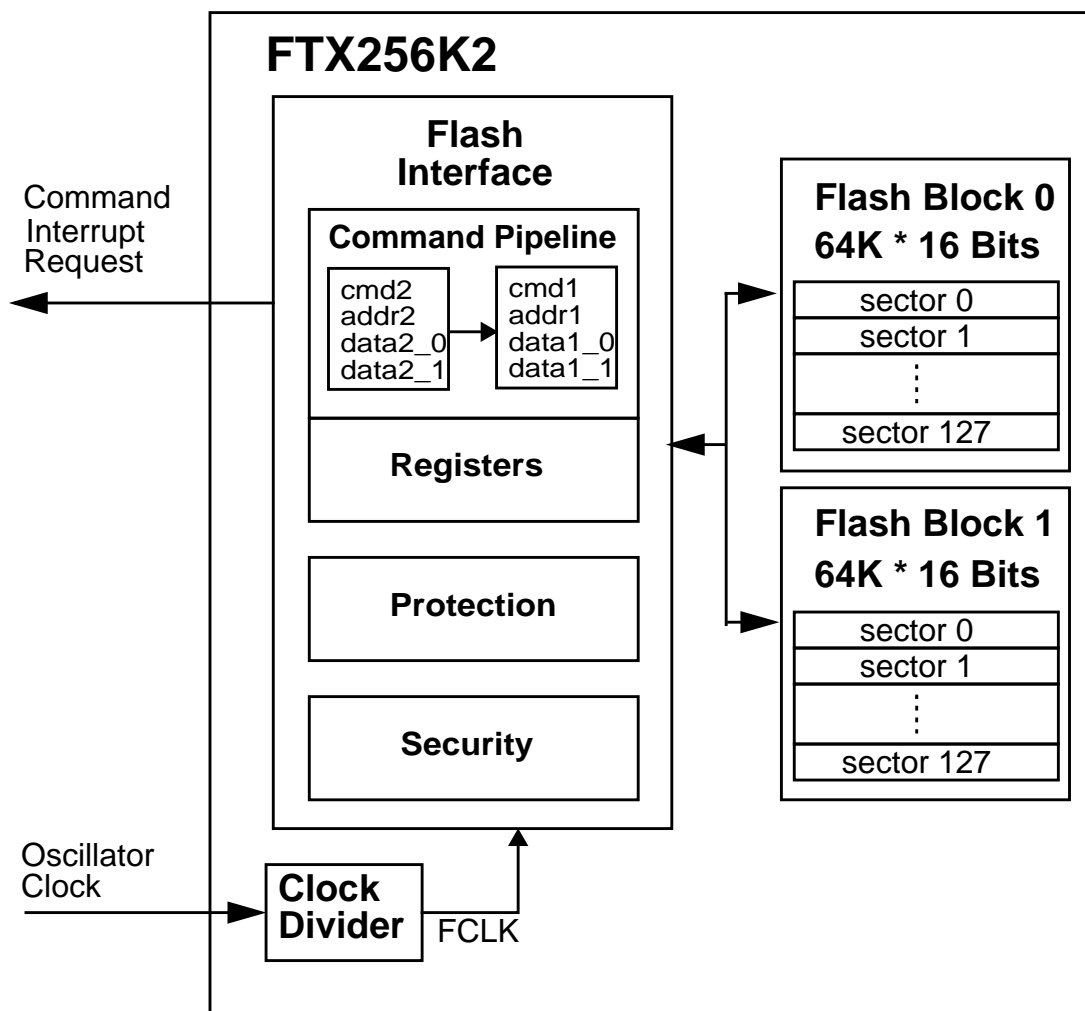 FTX256K2
Flash
Interface
Command Pipeline
cmd2
addr2
data2_0
data2_1
cmd1
addr1
data1_0
data1_1
Registers
Protection
Security
Command
Interrupt
Request
Flash Block 0
64K * 16 Bits
sector 0
sector 1
sector 127
Flash Block 1
64K * 16 Bits
sector 0
sector 1
sector 127
Oscillator
Clock
Clock
Divider
FCLK